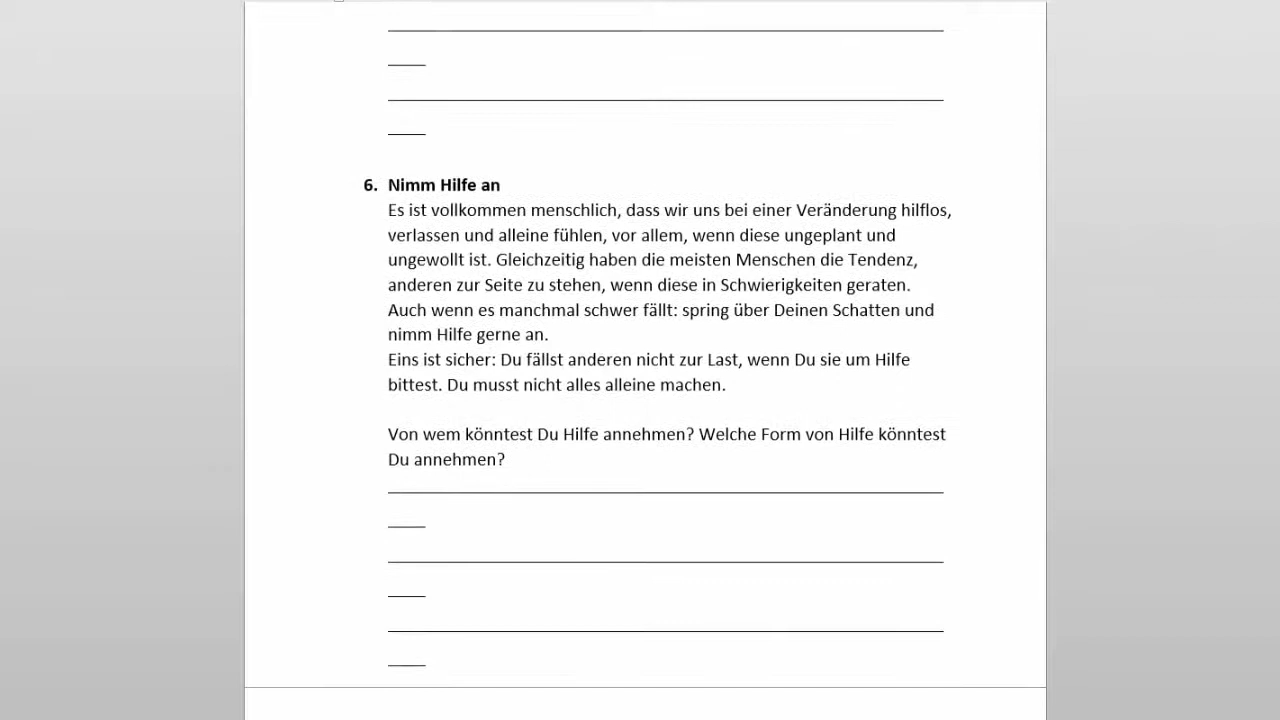 6. Nimm Hilfe an
Es ist vollkommen menschlich, dass wir uns bei einer Veränderung hilflos,
verlassen und alleine fühlen, vor allem, wenn diese ungeplant und
ungewollt ist. Gleichzeitig haben die meisten Menschen die Tendenz,
anderen zur Seite zu stehen, wenn diese in Schwierigkeiten geraten.
Auch wenn es manchmal schwer fällt: spring über Deinen Schatten und
nimm Hilfe gerne an.
Eins ist sicher: Du fällst anderen nicht zur Last, wenn Du sie um Hilfe
bittest. Du musst nicht alles alleine machen.
Von wem könntest Du Hilfe annehmen? Welche Form von Hilfe könntest
Du annehmen?